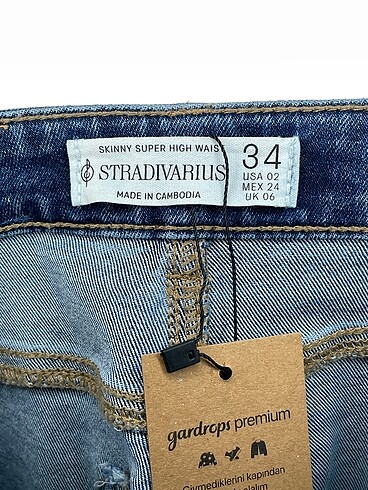 SKINNY SUPER HIGH WAIST
STRADIVARIUS
MADE IN CAMBODIA
34
USA 02
MEX 24
UK 06
gardrops premium
Giymediklerini kapından